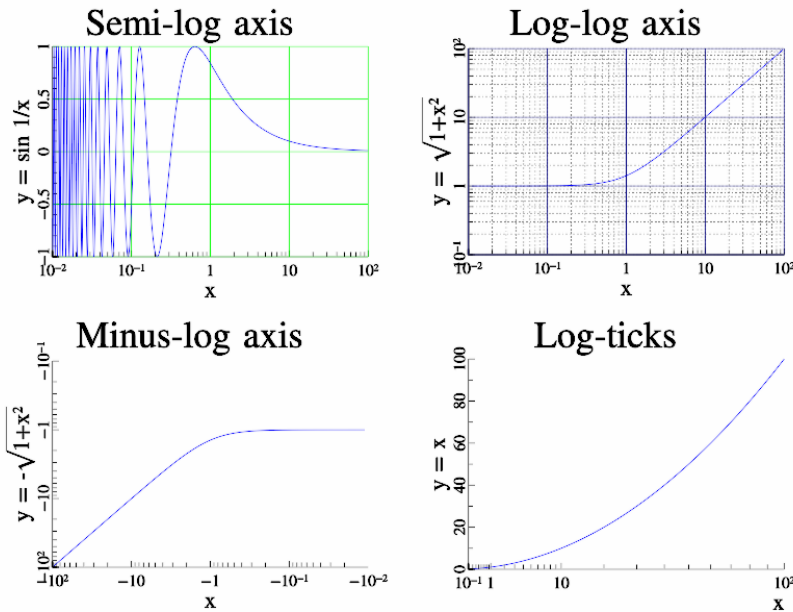 Semi-log axis
1
0.5
0
−0.5
−1
y = sin 1/x
10⁻² 10⁻¹ 1 10 10²
x
Log-log axis
10²
10
1
10⁻¹
y = √1+x²
10⁻² 10⁻¹ 1 10 10²
x
Minus-log axis
−10⁻¹
−1
−10
−10²
y = -√1+x²
−10² −10 −1 −10⁻¹ −10⁻²
x
Log-ticks
100
80
60
40
20
0
y = x
10⁻¹ 1 10 10²
x